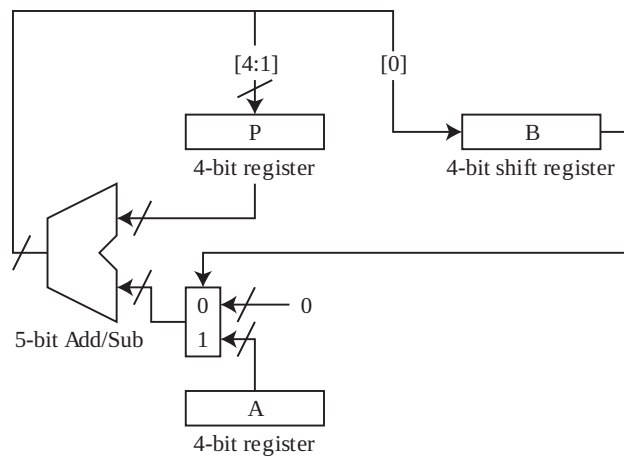 [4:1]
[0]
P
B
4-bit register
4-bit shift register
0
0
5-bit Add/Sub
1
A
4-bit register